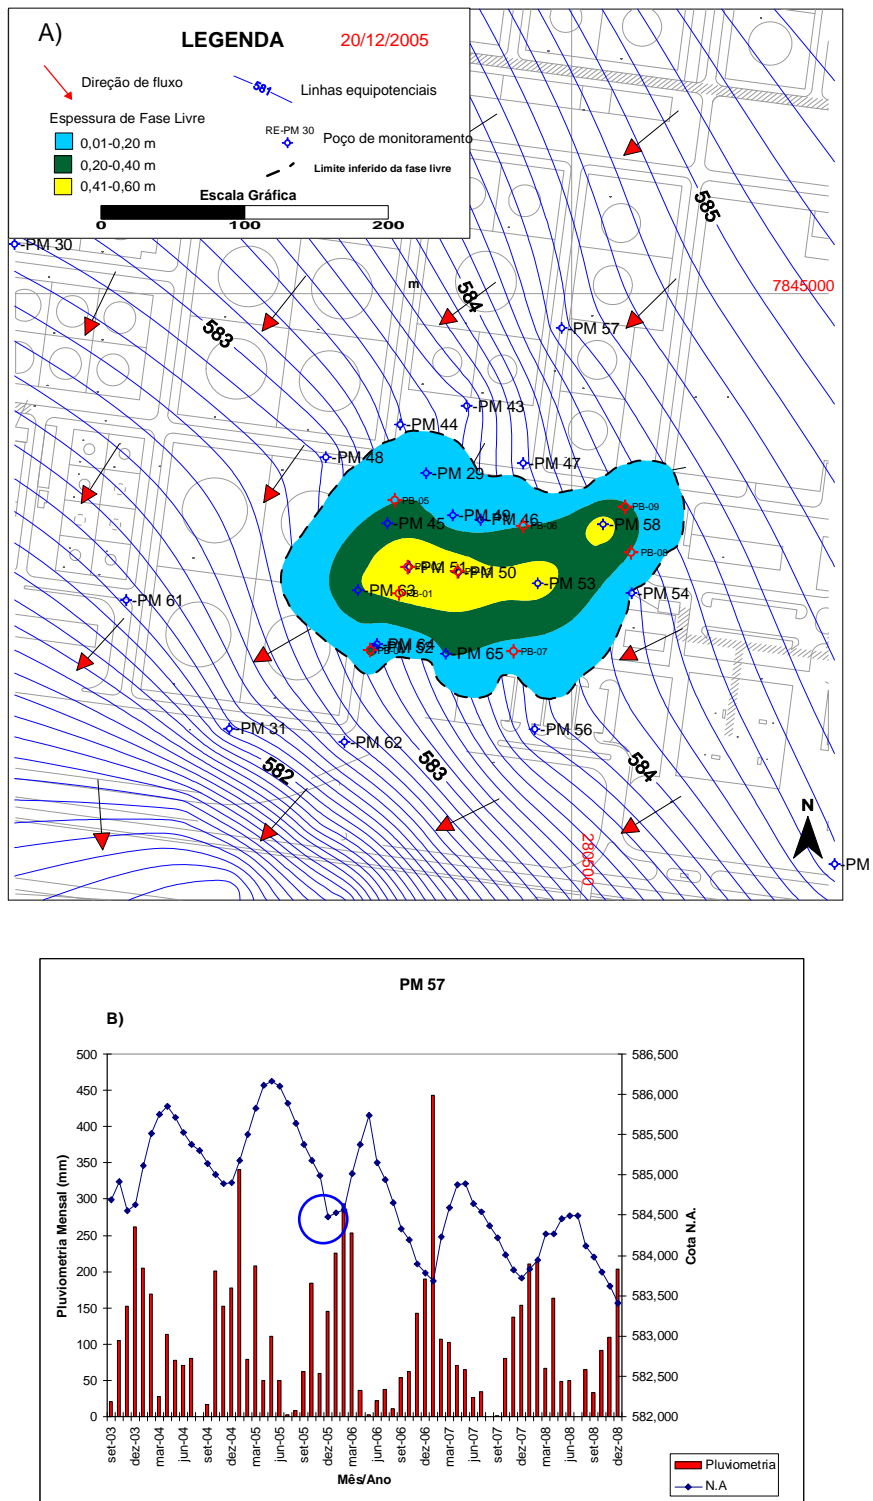 A)
LEGENDA
20/12/2005
Direção de fluxo
581
Linhas equipotenciais
Espessura de Fase Livre
0,01-0,20 m
0,20-0,40 m
0,41-0,60 m
RE-PM 30
Poço de monitoramento
Limite inferido da fase livre
Escala Gráfica
0 100 200
m
585
-PM 30
7845000
584
583
-PM 57
-PM 43
-PM 44
-PM 48
-PM 47
-PM 29
PB-05
PB-09
-PM 49
-PM 46
-PM 45
PB-06
-PM 58
PB-08
-PM 51
-PM 50
-PM 53
-PM 63
PB-01
-PM 54
-PM 61
-PM 52
-PM 65
PB-07
-PM 31
-PM 62
-PM 56
582
583
584
N
280500
-PM
PM 57
B)
Pluviometria Mensal (mm)
500
450
400
350
300
250
200
150
100
50
0
586,500
586,000
585,500
585,000
584,500
584,000
583,500
583,000
582,500
582,000
Cota N.A.
set-03 dez-03 mar-04 jun-04 set-04 dez-04 mar-05 jun-05 set-05 dez-05 mar-06 jun-06 set-06 dez-06 mar-07 jun-07 set-07 dez-07 mar-08 jun-08 set-08 dez-08
Mês/Ano
Pluviometria
N.A